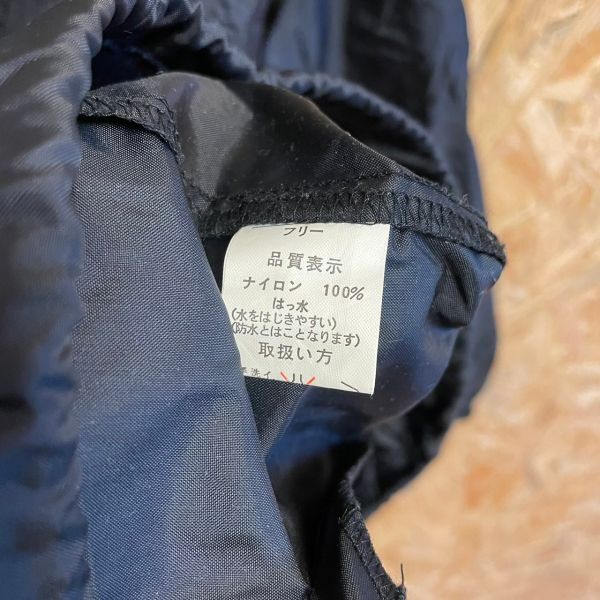 フリー
品質表示
ナイロン 100%
はっ水
(水をはじきやすい)
(防水とはことなります)
取扱い方